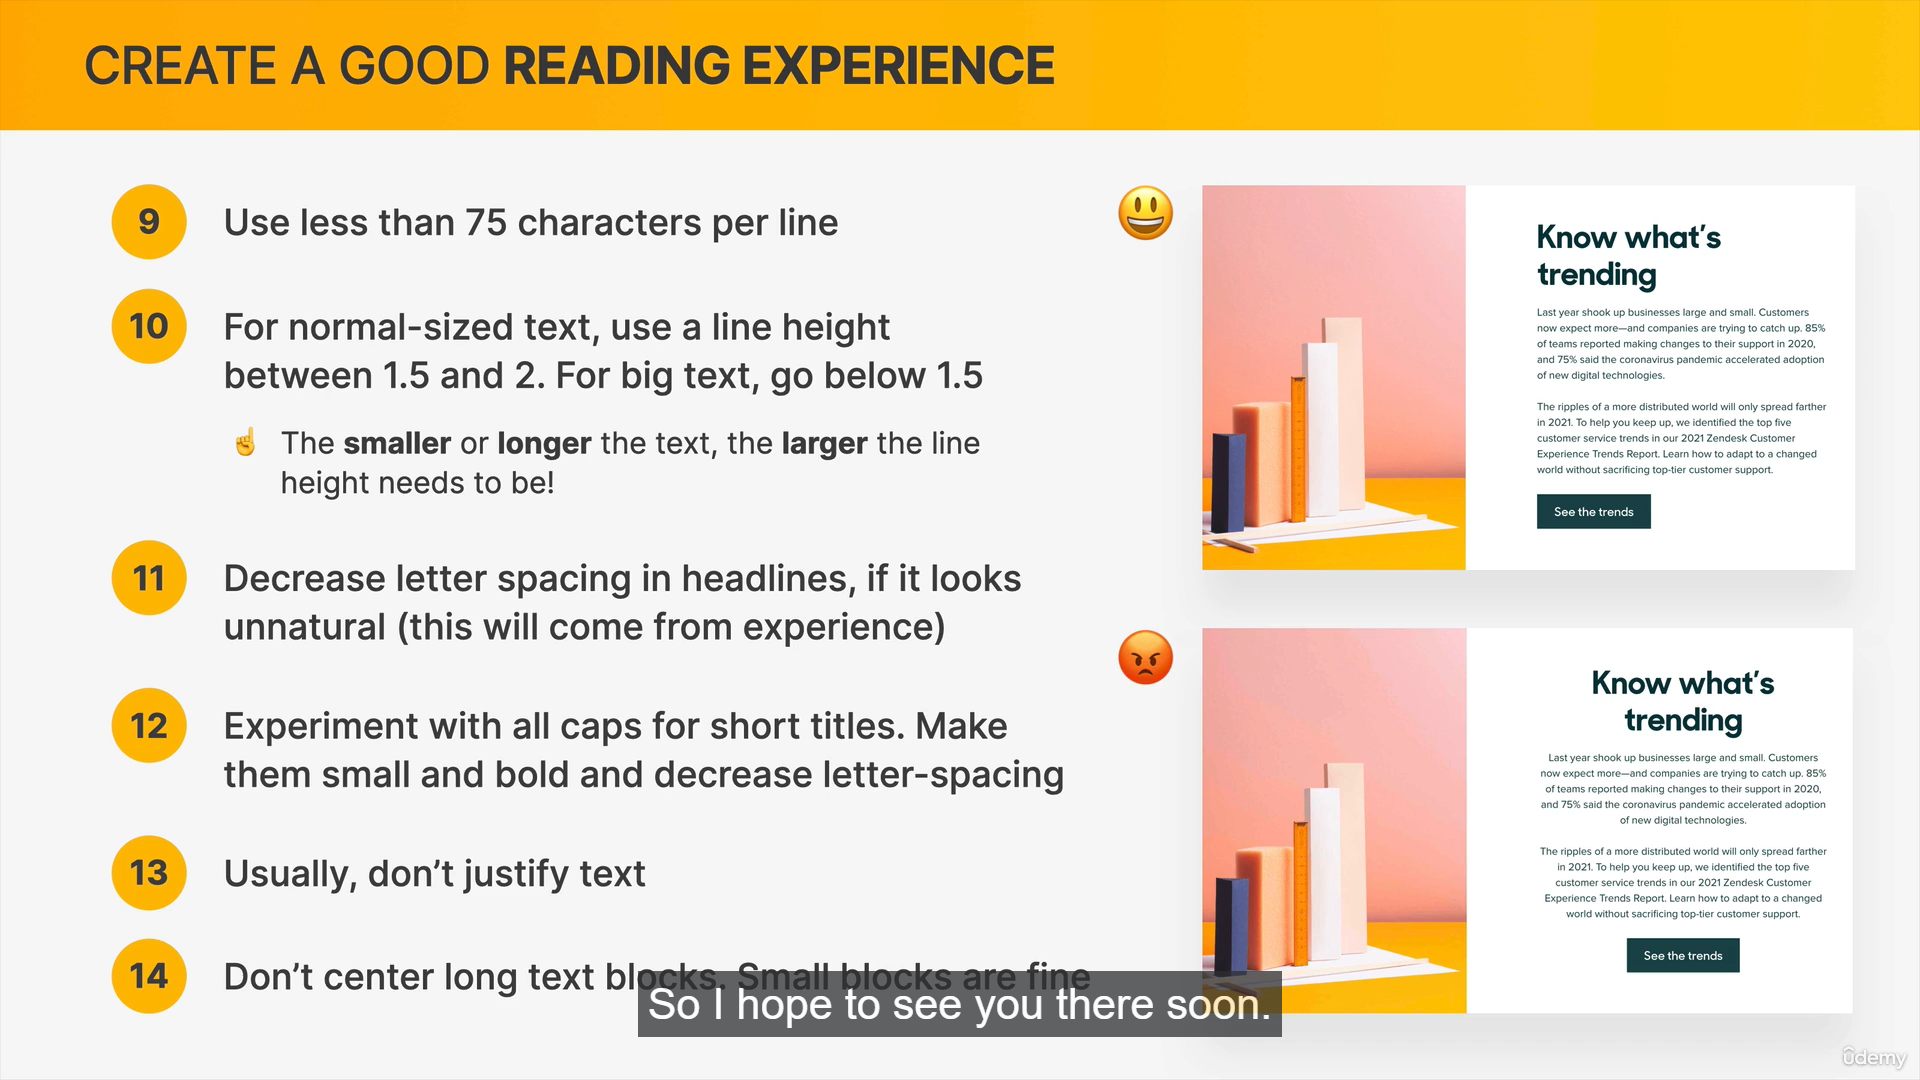 CREATE A GOOD READING EXPERIENCE
9
Use less than 75 characters per line
10
For normal-sized text, use a line height
between 1.5 and 2. For big text, go below 1.5
The smaller or longer the text, the larger the line
height needs to be!
11
Decrease letter spacing in headlines, if it looks
unnatural (this will come from experience)
12
Experiment with all caps for short titles. Make
them small and bold and decrease letter-spacing
13
Usually, don’t justify text
14
Don’t center long text blocks. Small blocks are fine
Know what’s
trending
Last year shook up businesses large and small. Customers
now expect more—and companies are trying to catch up. 85%
of teams reported making changes to their support in 2020,
and 75% said the coronavirus pandemic accelerated adoption
of new digital technologies.
The ripples of a more distributed world will only spread farther
in 2021. To help you keep up, we identified the top five
customer service trends in our 2021 Zendesk Customer
Experience Trends Report. Learn how to adapt to a changed
world without sacrificing top-tier customer support.
See the trends
Know what’s
trending
Last year shook up businesses large and small. Customers
now expect more—and companies are trying to catch up. 85%
of teams reported making changes to their support in 2020,
and 75% said the coronavirus pandemic accelerated adoption
of new digital technologies.
The ripples of a more distributed world will only spread farther
in 2021. To help you keep up, we identified the top five
customer service trends in our 2021 Zendesk Customer
Experience Trends Report. Learn how to adapt to a changed
world without sacrificing top-tier customer support.
See the trends
So I hope to see you there soon.
ûdemy